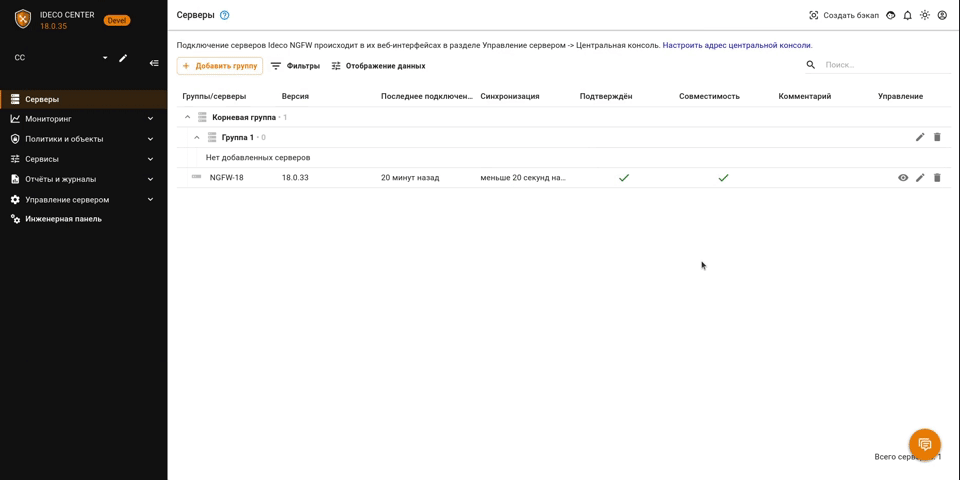 IDECO CENTER
18.0.35
Devel
CC
Серверы
Мониторинг
Политики и объекты
Сервисы
Отчёты и журналы
Управление сервером
Инженерная панель
Серверы
Создать бэкап
Подключение серверов Ideco NGFW происходит в их веб-интерфейсах в разделе Управление сервером -> Центральная консоль. Настроить адрес центральной консоли.
Добавить группу
Фильтры
Отображение данных
Поиск...
Группы/серверы Версия Последнее подключен... Синхронизация Подтверждён Совместимость Комментарий Управление
Корневая группа · 1
Группа 1 · 0
Нет добавленных серверов
NGFW-18 18.0.33 20 минут назад меньше 20 секунд на...
Всего 1